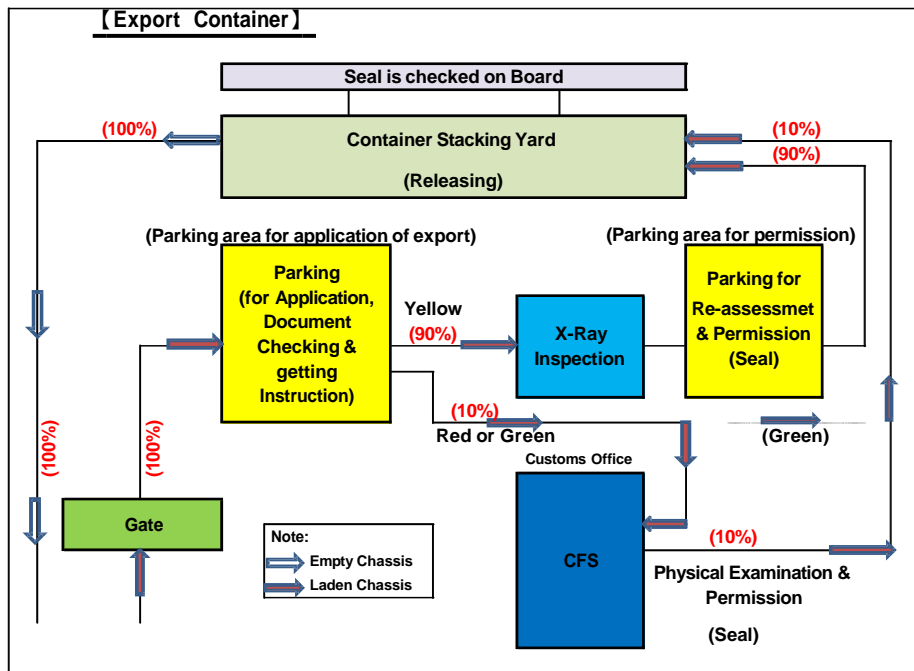 【Export Container】
Seal is checked on Board
(100%)
Container Stacking Yard
(Releasing)
(10%)
(90%)
(Parking area for application of export)
(Parking area for permission)
Parking
(for Application,
Document
Checking &
getting
Instruction)
Yellow
(90%)
X-Ray
Inspection
Parking for
Re-assessmet
& Permission
(Seal)
(10%)
Red or Green
(Green)
(100%)
(100%)
Customs Office
Gate
Note:
Empty Chassis
Laden Chassis
CFS
(10%)
Physical Examination &
Permission
(Seal)